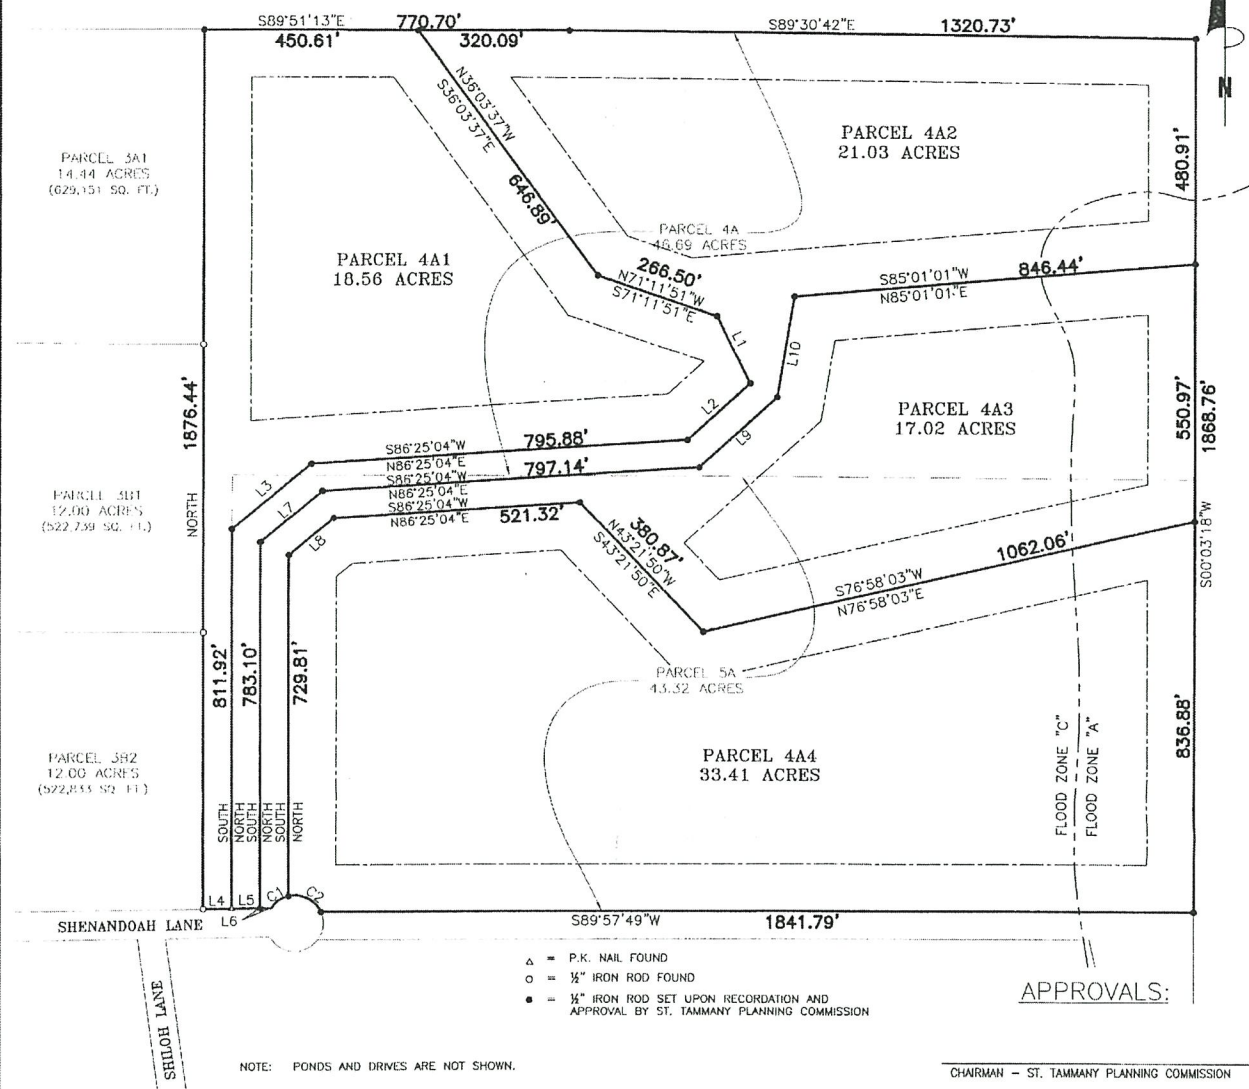 S89°51'13"E
770.70'
450.61'
320.09'
S89°30'42"E
1320.73'
N
N36°03'37"W
S36°03'37"E
646.89'
PARCEL 3A1
14.44 ACRES
(629,151 SQ. FT.)
PARCEL 4A2
21.03 ACRES
480.91'
PARCEL 4A
46.69 ACRES
PARCEL 4A1
18.56 ACRES
266.50'
N71°11'51"W
S71°11'51"E
S85°01'01"W
846.44'
N85°01'01"E
L1
L10
L2
L9
1876.44'
NORTH
PARCEL 4A3
17.02 ACRES
550.97'
1868.76'
S00°03'18"W
S86°25'04"W
795.88'
N86°25'04"E
S86°25'04"W
797.14'
N86°25'04"E
S86°25'04"W
N86°25'04"E
521.32'
L3
L7
L8
PARCEL 3B1
12.00 ACRES
(522,739 SQ. FT.)
380.87'
N43°21'50"W
S43°21'50"E
1062.06'
S76°58'03"W
N76°58'03"E
811.92'
783.10'
729.81'
PARCEL 5A
43.32 ACRES
PARCEL 3B2
12.00 ACRES
(522,833 SQ. FT.)
PARCEL 4A4
33.41 ACRES
FLOOD ZONE "C"
FLOOD ZONE "A"
836.88'
SOUTH
NORTH
SOUTH
NORTH
SOUTH
NORTH
L4
L5
C1
C2
L6
SHENANDOAH LANE
S89°57'49"W
1841.79'
SHILOH LANE
△ = P.K. NAIL FOUND
○ = ½" IRON ROD FOUND
● = ½" IRON ROD SET UPON RECORDATION AND
APPROVAL BY ST. TAMMANY PLANNING COMMISSION
APPROVALS:
NOTE: PONDS AND DRIVES ARE NOT SHOWN.
CHAIRMAN - ST. TAMMANY PLANNING COMMISSION